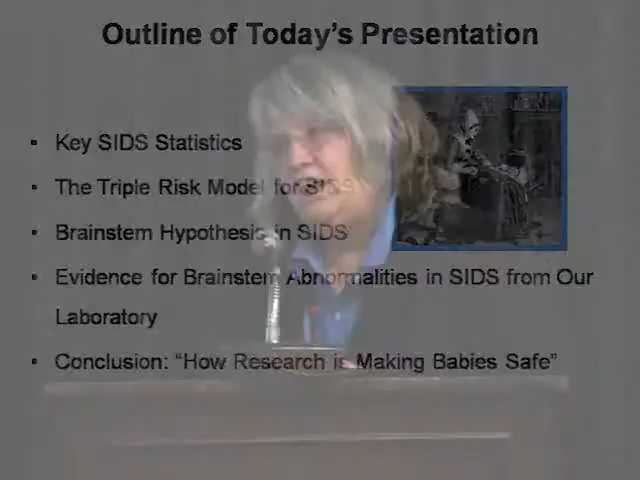 Outline of Today's Presentation
▪ Key SIDS Statistics
▪ The Triple Risk Model for SIDS
▪ Brainstem Hypothesis in SIDS
▪ Evidence for Brainstem Abnormalities in SIDS from Our
Laboratory
▪ Conclusion: “How Research is Making Babies Safe”